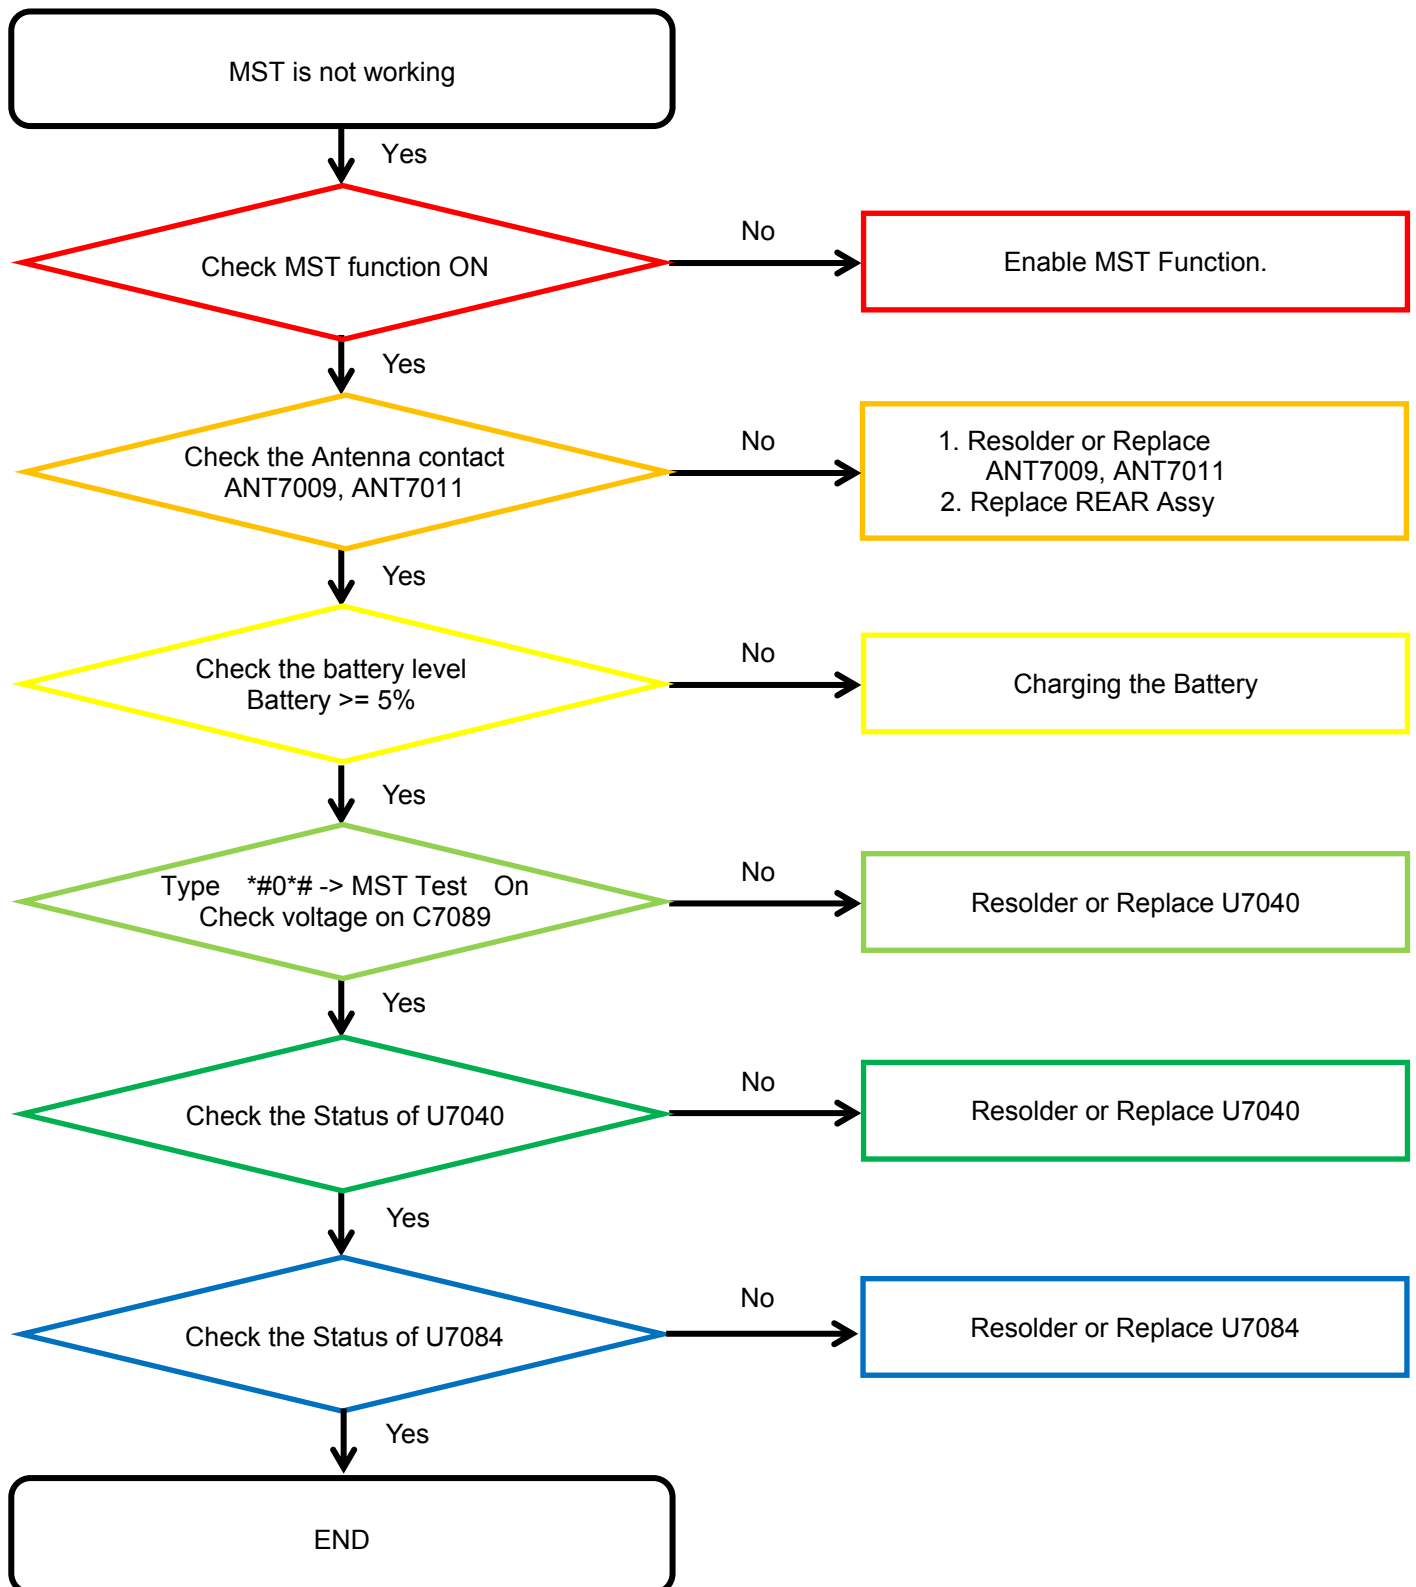 MST is not working
Yes
Check MST function ON
No
Enable MST Function.
Yes
Check the Antenna contact
ANT7009, ANT7011
No
1. Resolder or Replace
ANT7009, ANT7011
2. Replace REAR Assy
Yes
Check the battery level
Battery >= 5%
No
Charging the Battery
Yes
Type *#0*# -> MST Test On
Check voltage on C7089
No
Resolder or Replace U7040
Yes
Check the Status of U7040
No
Resolder or Replace U7040
Yes
Check the Status of U7084
No
Resolder or Replace U7084
Yes
END